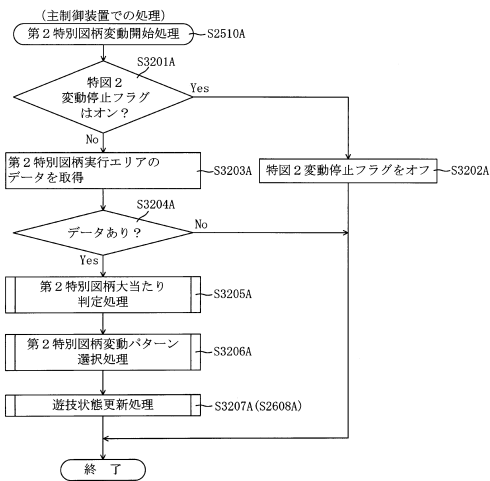 (主制御装置での処理)
第2特別図柄変動開始処理
S2510A
S3201A
特図2
変動停止フラグ
はオン?
Yes
No
第2特別図柄実行エリアの
データを取得
S3203A
特図2変動停止フラグをオフ
S3202A
S3204A
データあり?
No
Yes
第2特別図柄大当たり
判定処理
S3205A
第2特別図柄変動パターン
選択処理
S3206A
遊技状態更新処理
S3207A(S2608A)
終 了